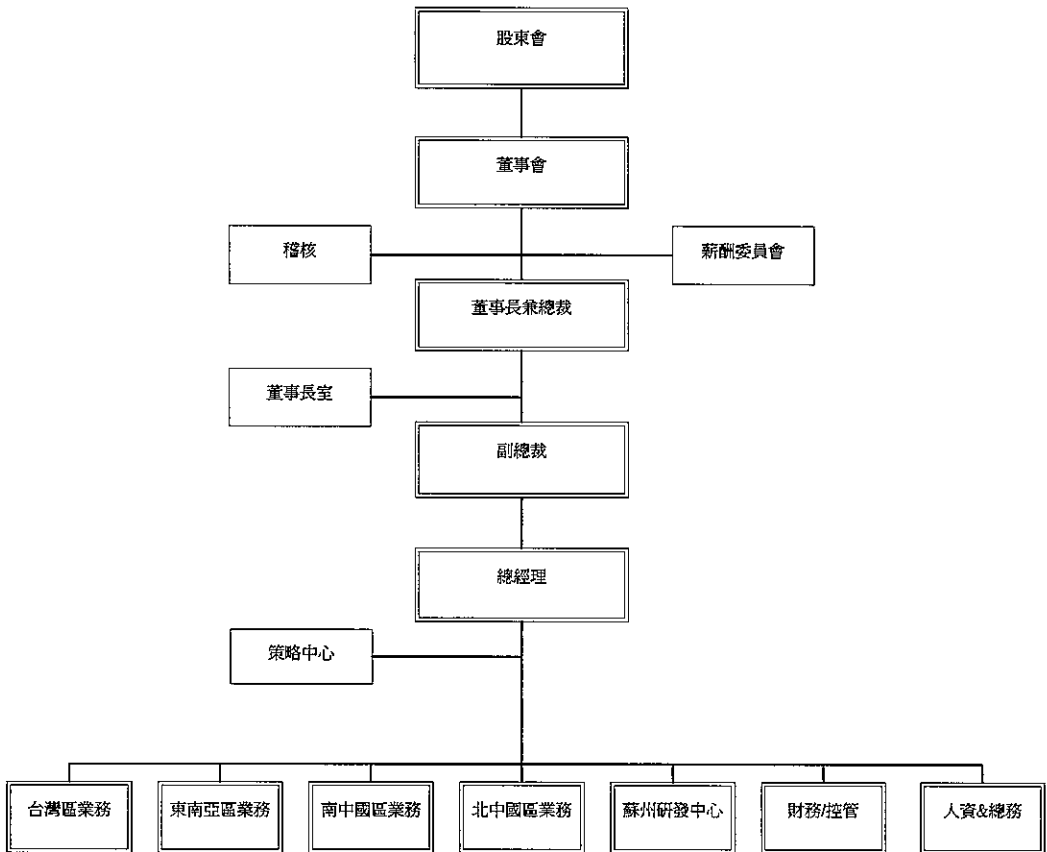 股東會
董事會
稽核
薪酬委員會
董事長兼總裁
董事長室
副總裁
總經理
策略中心
台灣區業務
東南亞區業務
南中國區業務
北中國區業務
蘇州研發中心
財務/控管
人資&總務